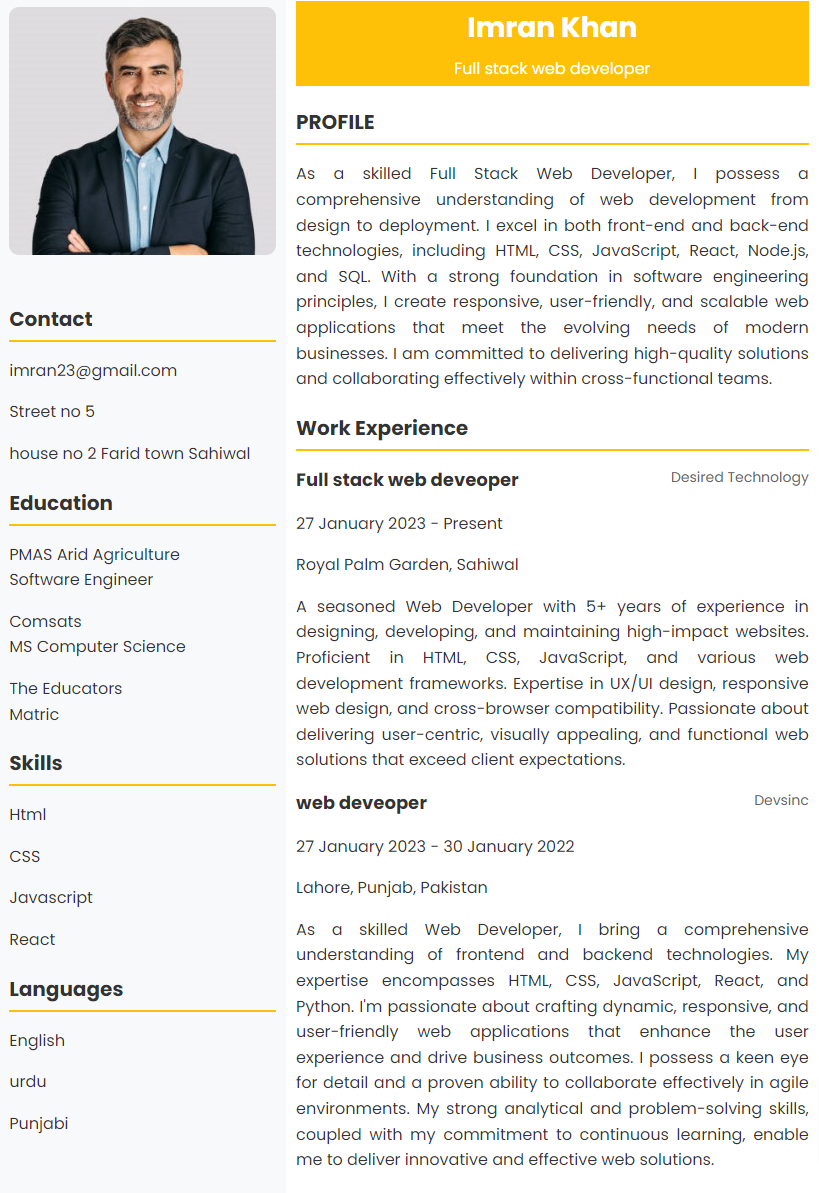 Imran Khan
Full stack web developer
Contact
imran23@gmail.com
Street no 5
house no 2 Farid town Sahiwal
Education
PMAS Arid Agriculture
Software Engineer
Comsats
MS Computer Science
The Educators
Matric
Skills
Html
CSS
Javascript
React
Languages
English
urdu
Punjabi
PROFILE
As a skilled Full Stack Web Developer, I possess a
comprehensive understanding of web development from
design to deployment. I excel in both front-end and back-end
technologies, including HTML, CSS, JavaScript, React, Node.js,
and SQL. With a strong foundation in software engineering
principles, I create responsive, user-friendly, and scalable web
applications that meet the evolving needs of modern
businesses. I am committed to delivering high-quality solutions
and collaborating effectively within cross-functional teams.
Work Experience
Full stack web deveoper
Desired Technology
27 January 2023 - Present
Royal Palm Garden, Sahiwal
A seasoned Web Developer with 5+ years of experience in
designing, developing, and maintaining high-impact websites.
Proficient in HTML, CSS, JavaScript, and various web
development frameworks. Expertise in UX/UI design, responsive
web design, and cross-browser compatibility. Passionate about
delivering user-centric, visually appealing, and functional web
solutions that exceed client expectations.
web deveoper
Devsinc
27 January 2023 - 30 January 2022
Lahore, Punjab, Pakistan
As a skilled Web Developer, I bring a comprehensive
understanding of frontend and backend technologies. My
expertise encompasses HTML, CSS, JavaScript, React, and
Python. I'm passionate about crafting dynamic, responsive, and
user-friendly web applications that enhance the user
experience and drive business outcomes. I possess a keen eye
for detail and a proven ability to collaborate effectively in agile
environments. My strong analytical and problem-solving skills,
coupled with my commitment to continuous learning, enable
me to deliver innovative and effective web solutions.